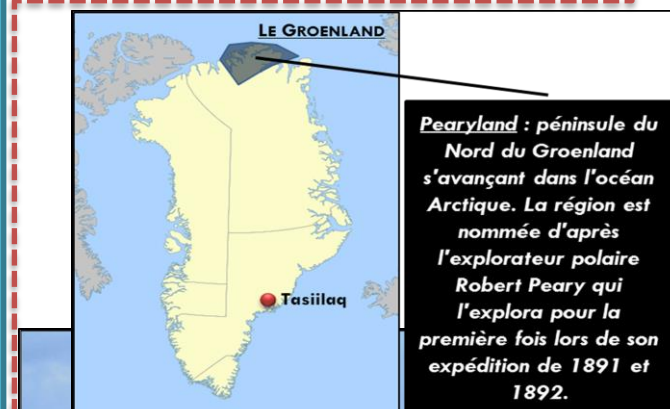 LE GROENLAND
Pearyland : péninsule du
Nord du Groenland
s'avançant dans l'océan
Arctique. La région est
nommée d'après
l'explorateur polaire
Robert Peary qui
l'explora pour la
première fois lors de son
expédition de 1891 et
1892.
Tasiilaq